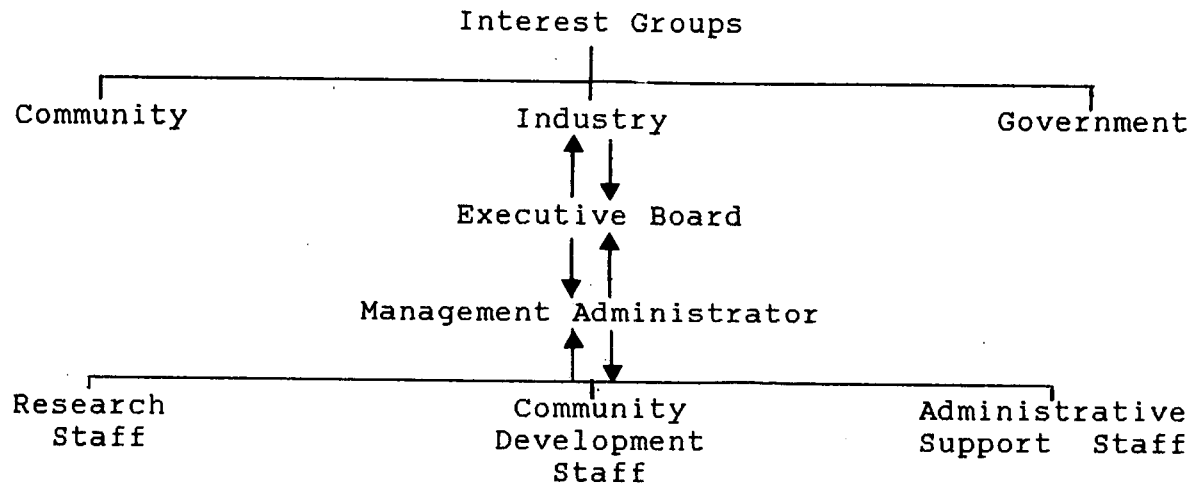 Interest Groups
Community
Industry
Government
Executive Board
Management Administrator
Research
Staff
Community
Development
Staff
Administrative
Support Staff